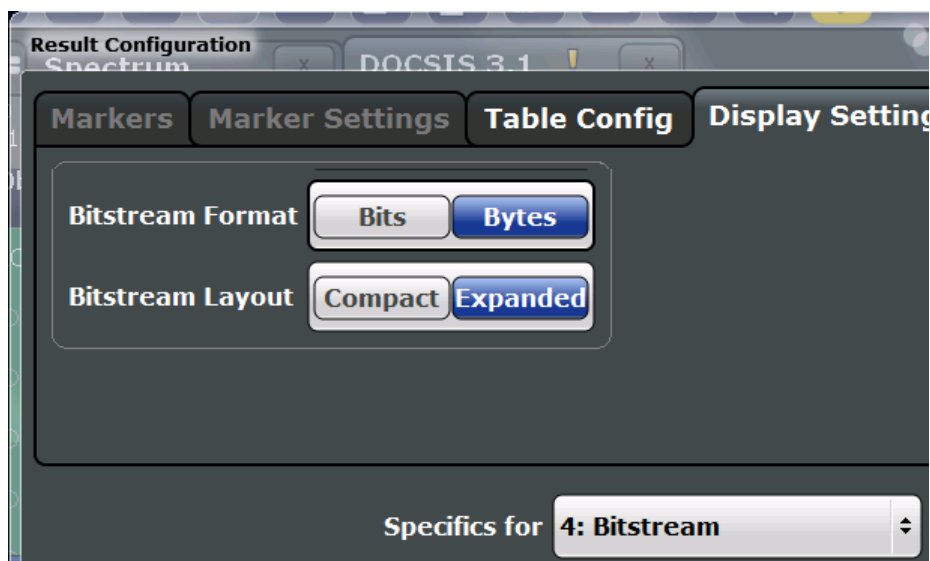 Result Configuration
Spectrum x DOCSIS 3.1 x
Markers Marker Settings Table Config Display Setting
Bitstream Format Bits Bytes
Bitstream Layout Compact Expanded
Specifics for 4: Bitstream